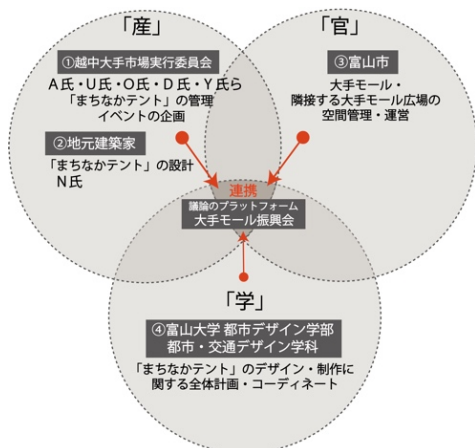 「産」
①越中大手市場実行委員会
A氏・U氏・O氏・D氏・Y氏ら
「まちなかテント」の管理
イベントの企画
②地元建築家
「まちなかテント」の設計
N氏
「官」
③富山市
大手モール・
隣接する大手モール広場の
空間管理・運営
連携
議論のプラットフォーム
大手モール振興会
「学」
④富山大学 都市デザイン学部
都市・交通デザイン学科
「まちなかテント」のデザイン・制作に
関する全体計画・コーディネート